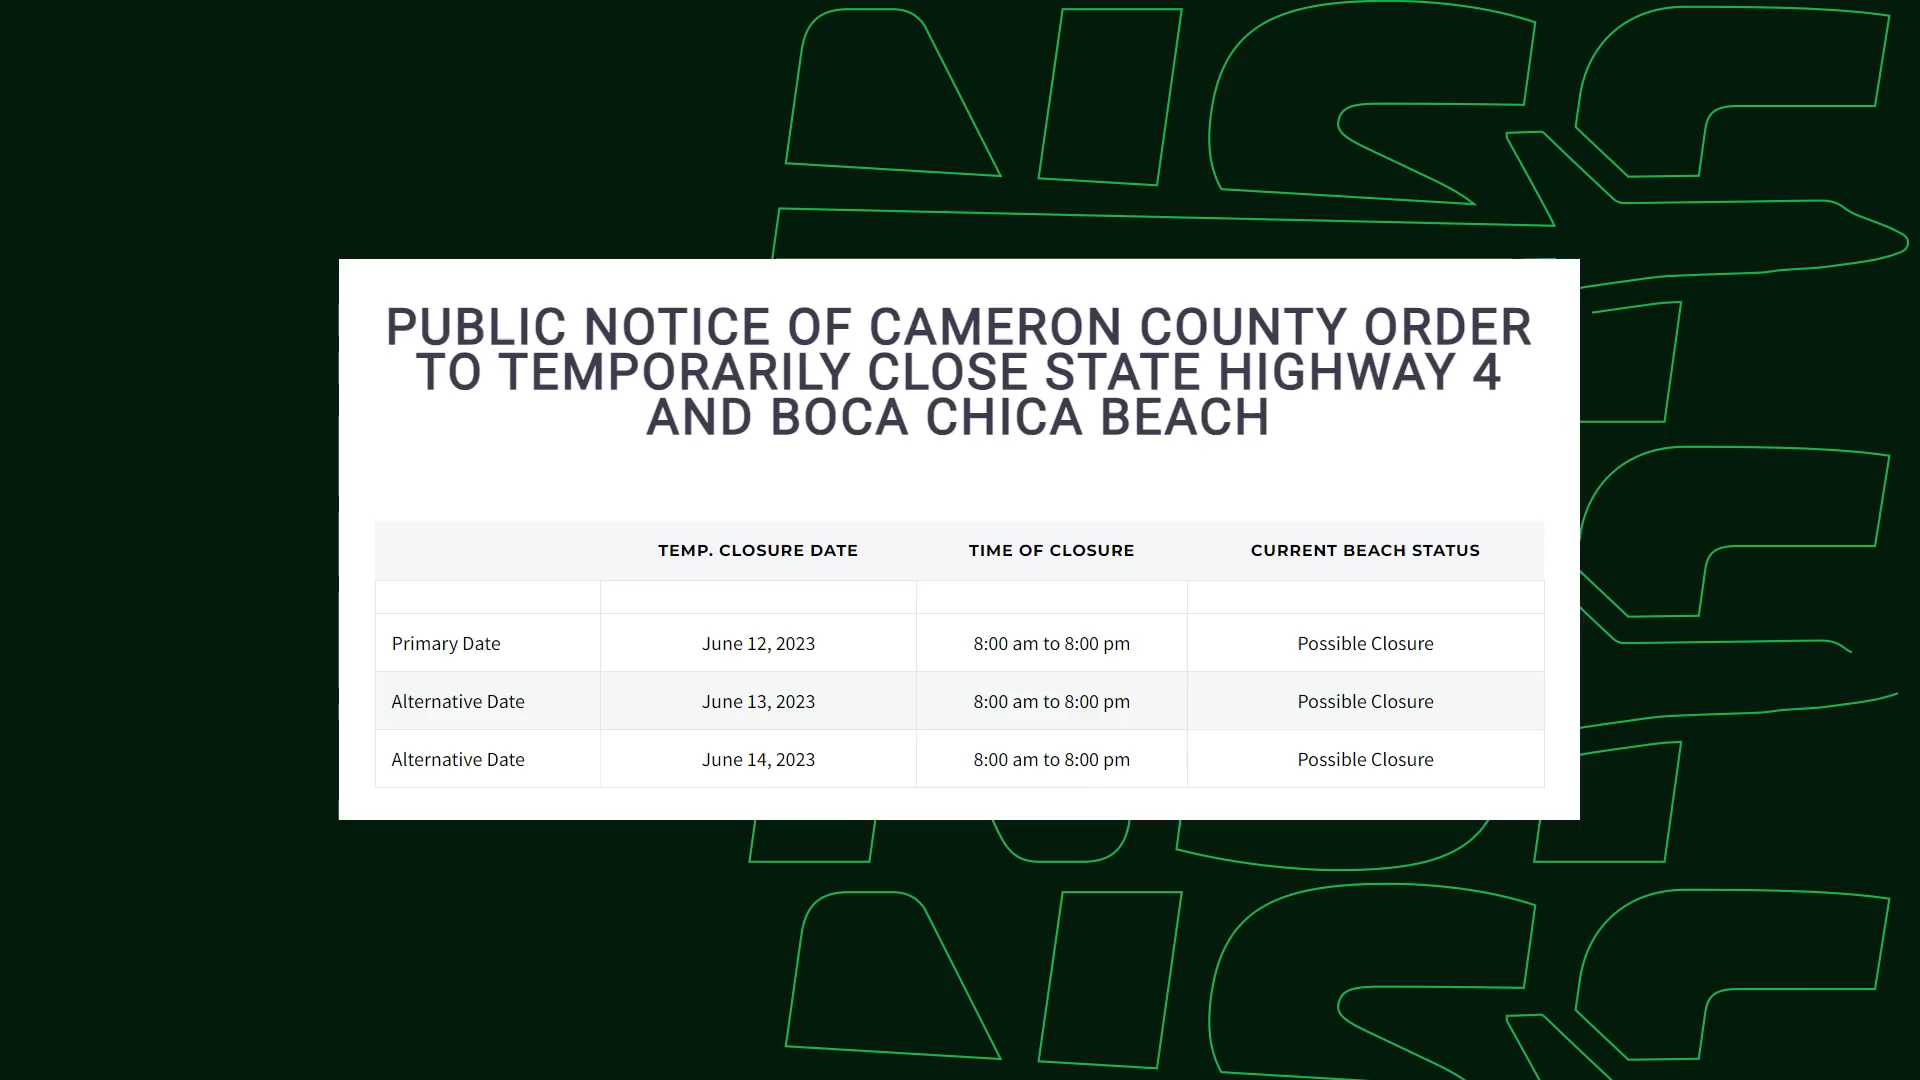 PUBLIC NOTICE OF CAMERON COUNTY ORDER
TO TEMPORARILY CLOSE STATE HIGHWAY 4
AND BOCA CHICA BEACH
TEMP. CLOSURE DATE TIME OF CLOSURE CURRENT BEACH STATUS
Primary Date June 12, 2023 8:00 am to 8:00 pm Possible Closure
Alternative Date June 13, 2023 8:00 am to 8:00 pm Possible Closure
Alternative Date June 14, 2023 8:00 am to 8:00 pm Possible Closure